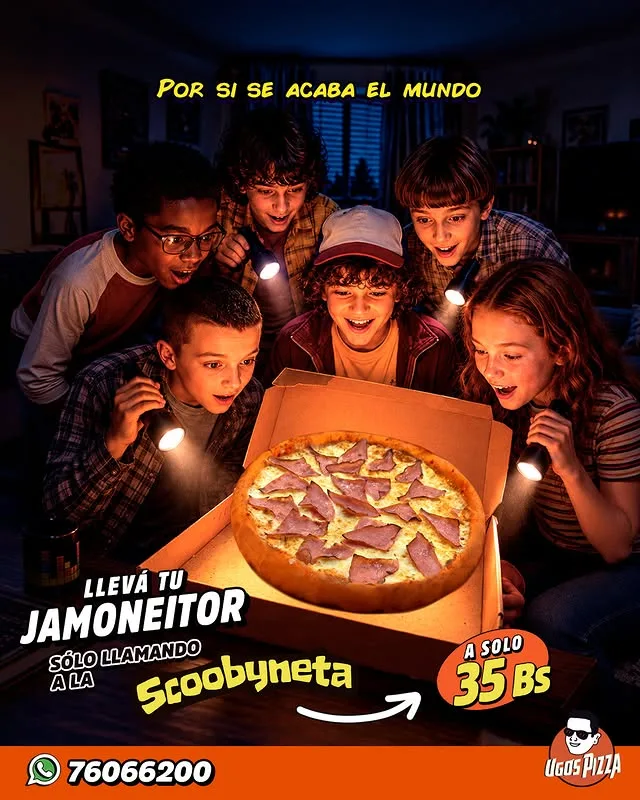 POR SI SE ACABA EL MUNDO
LLEVÁ TU
JAMONEITOR
SÓLO LLAMANDO
A LA
Scoobyneta
A SOLO
35 Bs
76066200
UGOS PIZZA